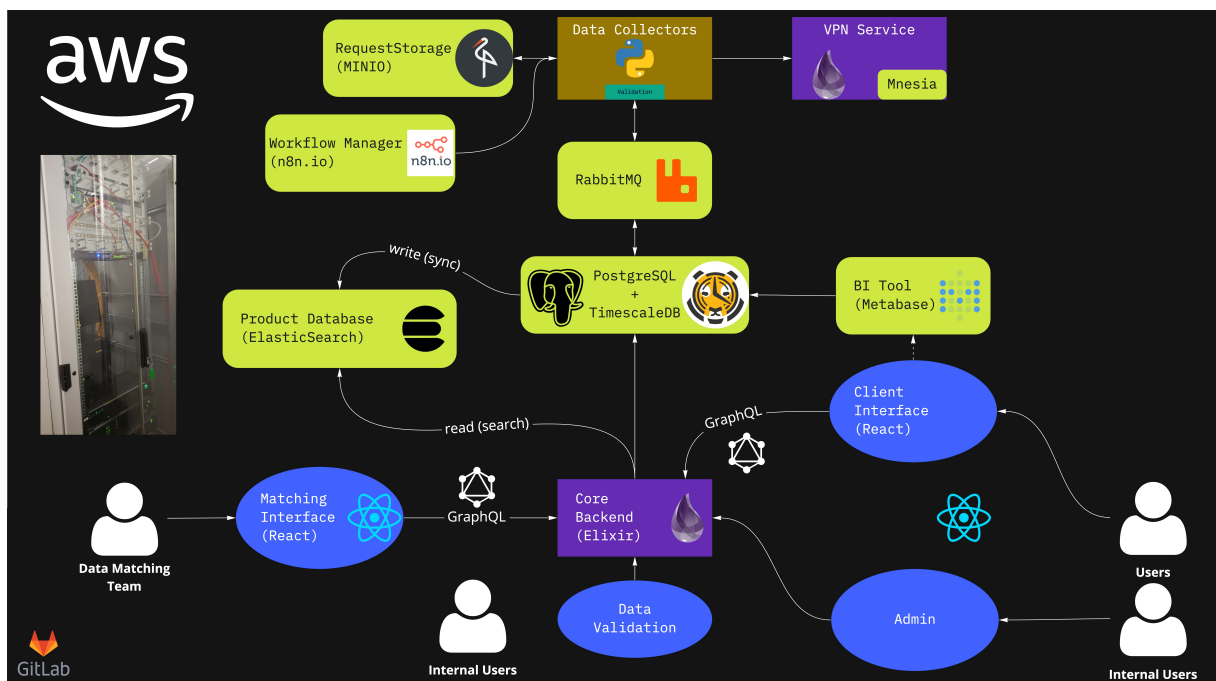 aws
RequestStorage
(MINIO)
Data Collectors
Validation
VPN Service
Mnesia
Workflow Manager
(n8n.io)
n8n.io
RabbitMQ
write (sync)
PostgreSQL
+
TimescaleDB
BI Tool
(Metabase)
Product Database
(ElasticSearch)
Client
Interface
(React)
GraphQL
read (search)
Matching
Interface
(React)
GraphQL
Core
Backend
(Elixir)
Data Matching
Team
Users
Data
Validation
Admin
Internal Users
Internal Users
GitLab